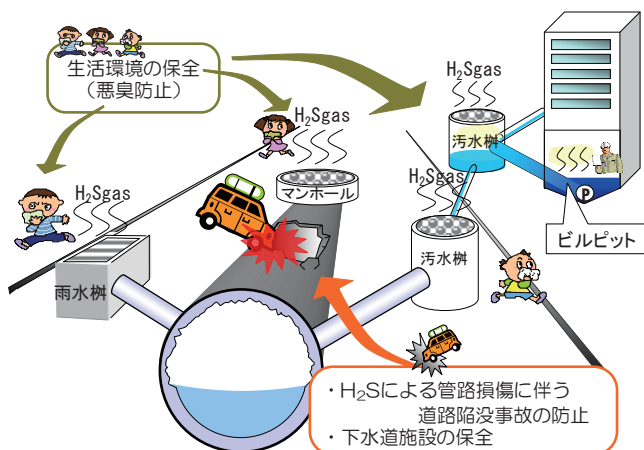 生活環境の保全
（悪臭防止）
H₂Sgas
H₂Sgas
H₂Sgas
H₂Sgas
マンホール
汚水桝
汚水桝
雨水桝
P
ビルピット
・H₂Sによる管路損傷に伴う
道路陥没事故の防止
・下水道施設の保全